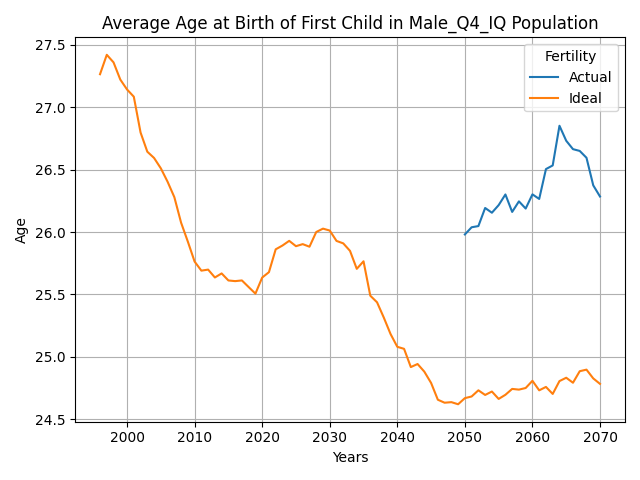 Average Age at Birth of First Child in Male_Q4_IQ Population
Fertility
Actual
Ideal
Age
27.5
27.0
26.5
26.0
25.5
25.0
24.5
2000 2010 2020 2030 2040 2050 2060 2070
Years